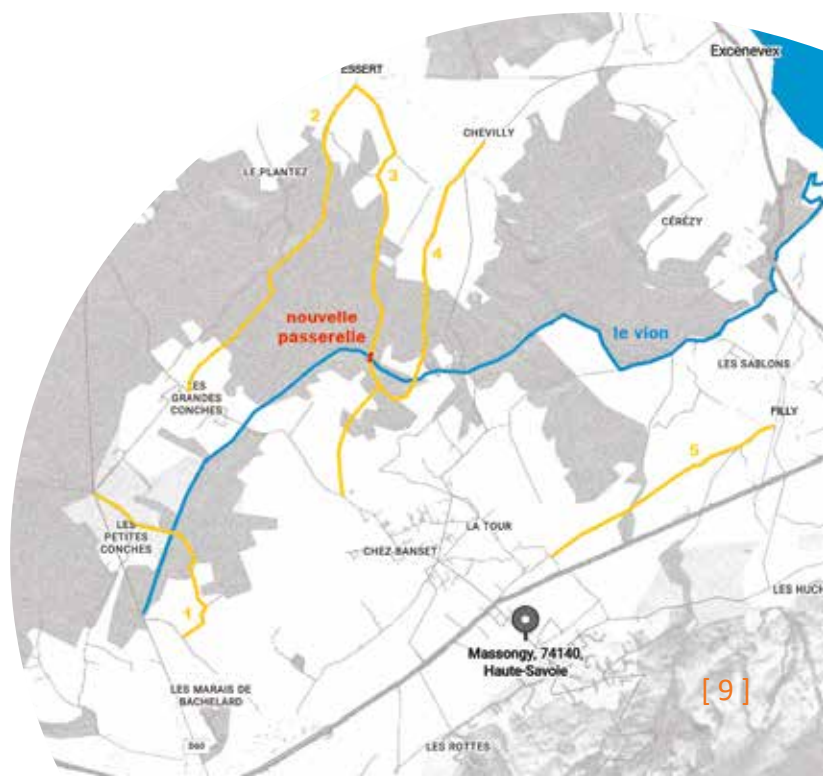 Excenevex
ESSERT
2
CHEVILLY
LE PLANTEZ
3
CÉRÉZY
4
nouvelle
passerelle
le vion
LES SABLONS
LES
GRANDES
CONCHES
FILLY
5
LA TOUR
LES
PETITES
CONCHES
CHEZ-BANSET
LES HUCH
1
Massongy, 74140,
Haute-Savoie
LES MARAIS DE
BACHELARD
[ 9 ]
D60
LES ROTTES